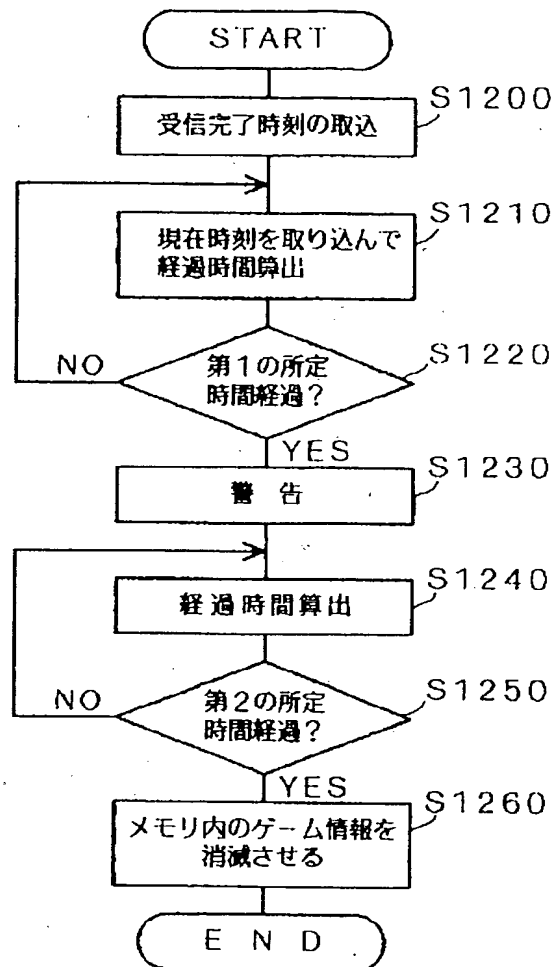 START
S1200
受信完了時刻の取込
S1210
現在時刻を取り込んで
経過時間算出
S1220
第1の所定
時間経過?
NO
YES
S1230
警 告
S1240
経過時間算出
S1250
第2の所定
時間経過?
NO
YES
S1260
メモリ内のゲーム情報を
消滅させる
E N D